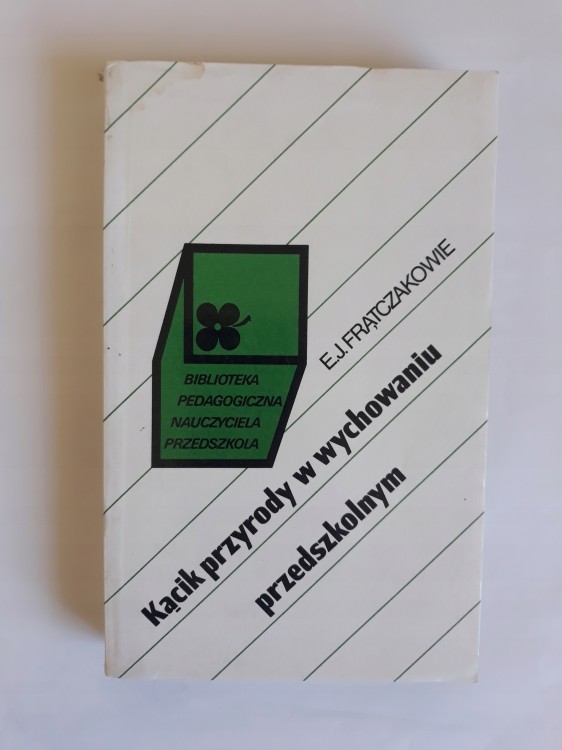 E.J. FRĄTCZAKOWIE
Kącik przyrody w wychowaniu
przedszkolnym
BIBLIOTEKA
PEDAGOGICZNA
NAUCZYCIELA
PRZEDSZKOLA